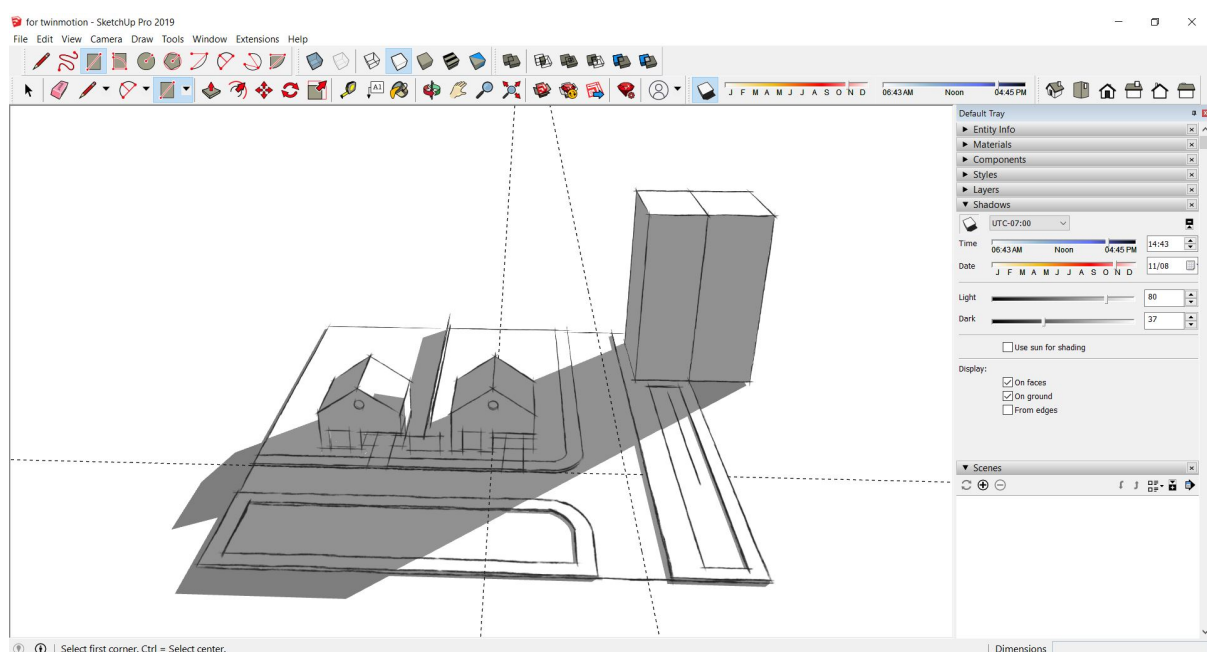 for twinmotion - SketchUp Pro 2019
File Edit View Camera Draw Tools Window Extensions Help
A1
J F M A M J J A S O N D
06:43 AM Noon 04:45 PM
Default Tray
Entity Info
Materials
Components
Styles
Layers
Shadows
UTC-07:00
Time
06:43 AM Noon 04:45 PM
14:43
Date
J F M A M J J A S O N D
11/08
Light 80
Dark 37
Use sun for shading
Display:
On faces
On ground
From edges
Scenes
Select first corner. Ctrl = Select center.
Dimensions